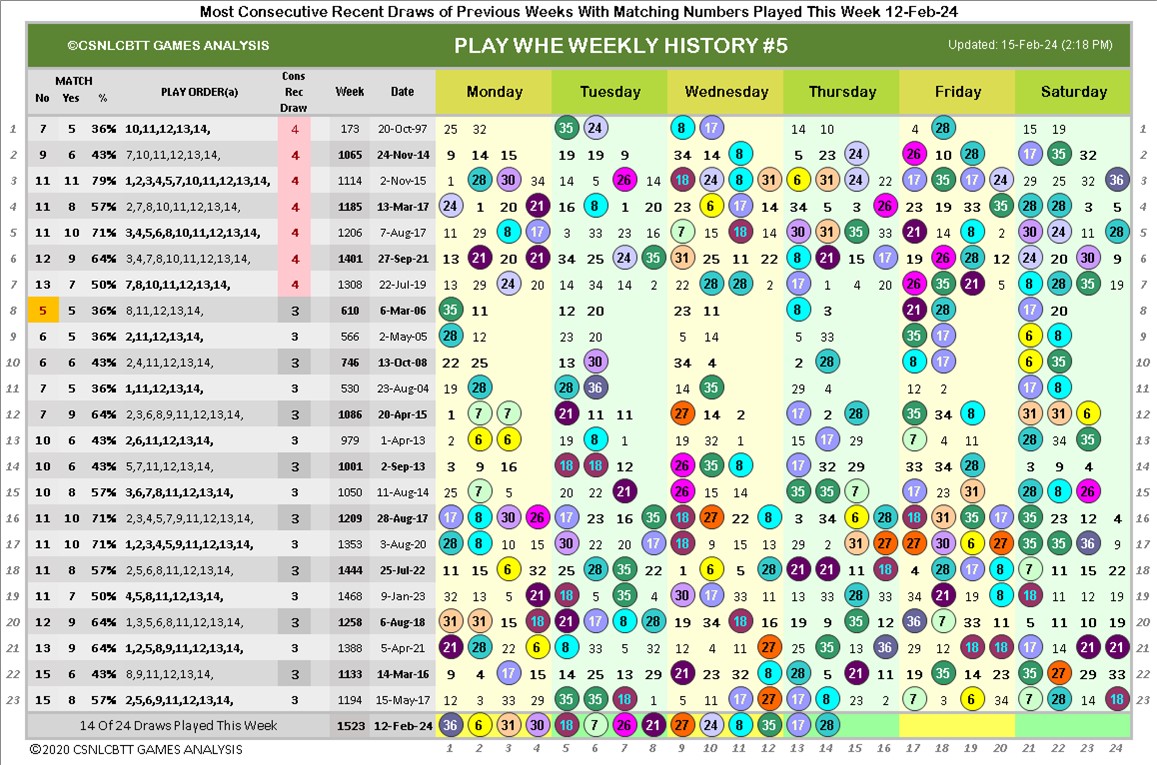 Most Consecutive Recent Draws of Previous Weeks With Matching Numbers Played This Week 12-Feb-24
©CSNLCBTT GAMES ANALYSIS PLAY WHE WEEKLY HISTORY #5 Updated: 15-Feb-24 (2:18 PM)
No MATCH Yes % PLAY ORDER(a) Cons Rec Draw Week Date Monday Tuesday Wednesday Thursday Friday Saturday
1 7 5 36% 10,11,12,13,14, 4 173 20-Oct-97 25 32 35 24 8 17 14 10 4 28 15 19 1
2 9 6 43% 7,10,11,12,13,14, 4 1065 24-Nov-14 9 14 15 19 19 9 34 14 8 5 23 24 26 10 28 17 35 32 2
3 11 11 79% 1,2,3,4,5,7,10,11,12,13,14, 4 1114 2-Nov-15 1 28 30 34 14 5 26 14 18 24 8 31 6 31 24 22 17 35 17 24 29 25 32 36 3
4 11 8 57% 2,7,8,10,11,12,13,14, 4 1185 13-Mar-17 24 1 20 21 16 8 1 20 23 6 17 14 34 5 3 26 23 19 33 35 28 28 3 5 4
5 11 10 71% 3,4,5,6,8,10,11,12,13,14, 4 1206 7-Aug-17 11 29 8 17 3 33 23 16 7 15 18 14 30 31 35 33 21 14 8 2 30 24 11 28 5
6 12 9 64% 3,4,7,8,10,11,12,13,14, 4 1401 27-Sep-21 13 21 20 21 34 25 24 35 31 25 11 22 8 21 15 17 19 26 28 12 24 20 30 9 6
7 13 7 50% 7,8,10,11,12,13,14, 4 1308 22-Jul-19 13 29 24 20 14 34 14 2 22 28 28 2 17 1 4 20 26 35 21 5 8 28 35 19 7
8 5 5 36% 8,11,12,13,14, 3 610 6-Mar-06 35 11 12 20 23 11 8 3 21 28 17 20 8
9 6 5 36% 2,11,12,13,14, 3 566 2-May-05 28 12 23 20 5 14 5 33 35 17 6 8 9
10 6 6 43% 2,4,11,12,13,14, 3 746 13-Oct-08 22 25 13 30 34 4 2 28 8 17 6 35 10
11 7 5 36% 1,11,12,13,14, 3 530 23-Aug-04 19 28 28 36 14 35 29 4 12 2 17 8 11
12 7 9 64% 2,3,6,8,9,11,12,13,14, 3 1086 20-Apr-15 1 7 7 21 11 11 27 14 2 17 2 28 35 34 8 31 31 6 12
13 10 6 43% 2,6,11,12,13,14, 3 979 1-Apr-13 2 6 6 19 8 1 19 32 1 15 17 29 7 4 11 28 34 35 13
14 10 6 43% 5,7,11,12,13,14, 3 1001 2-Sep-13 3 9 16 18 18 12 26 35 8 17 32 29 33 34 28 3 9 4 14
15 10 8 57% 3,6,7,8,11,12,13,14, 3 1050 11-Aug-14 25 7 5 20 22 21 26 15 14 35 35 7 17 23 31 28 8 26 15
16 11 10 71% 2,3,4,5,7,9,11,12,13,14, 3 1209 28-Aug-17 17 8 30 26 17 23 16 35 18 27 22 8 3 34 6 28 18 31 35 17 35 23 12 4 16
17 11 10 71% 1,2,3,4,5,9,11,12,13,14, 3 1353 3-Aug-20 28 8 10 15 30 22 20 17 18 9 15 13 29 2 31 27 27 30 6 27 35 35 36 9 17
18 11 8 57% 2,5,6,8,11,12,13,14, 3 1444 25-Jul-22 11 15 6 32 25 28 35 22 1 6 5 28 21 21 11 18 4 28 17 8 7 11 15 22 18
19 11 7 50% 4,5,8,11,12,13,14, 3 1468 9-Jan-23 32 13 5 21 18 5 35 4 30 17 33 11 13 29 28 33 34 21 19 8 18 11 12 19 19
20 12 9 64% 1,3,5,6,8,11,12,13,14, 3 1258 6-Aug-18 31 31 15 18 21 17 8 28 19 34 18 16 19 9 35 12 36 7 33 11 5 11 10 19 20
21 13 9 64% 1,2,5,8,9,11,12,13,14, 3 1388 5-Apr-21 21 28 22 6 8 33 5 32 12 4 11 27 25 35 13 36 29 12 18 18 17 14 21 21 21
22 15 6 43% 8,9,11,12,13,14, 3 1133 14-Mar-16 9 4 17 15 14 25 13 29 21 22 33 8 28 5 21 11 19 35 14 23 35 27 29 33 22
23 15 8 57% 2,5,6,9,11,12,13,14, 3 1194 15-May-17 12 3 33 29 35 35 18 1 5 11 17 27 17 8 23 2 7 3 6 34 7 28 14 18 23
14 Of 24 Draws Played This Week 1523 12-Feb-24 36 6 31 30 18 7 26 21 27 24 8 35 17 28
©2020 CSNLCBTT GAMES ANALYSIS 1 2 3 4 5 6 7 8 9 10 11 12 13 14 15 16 17 18 19 20 21 22 23 24